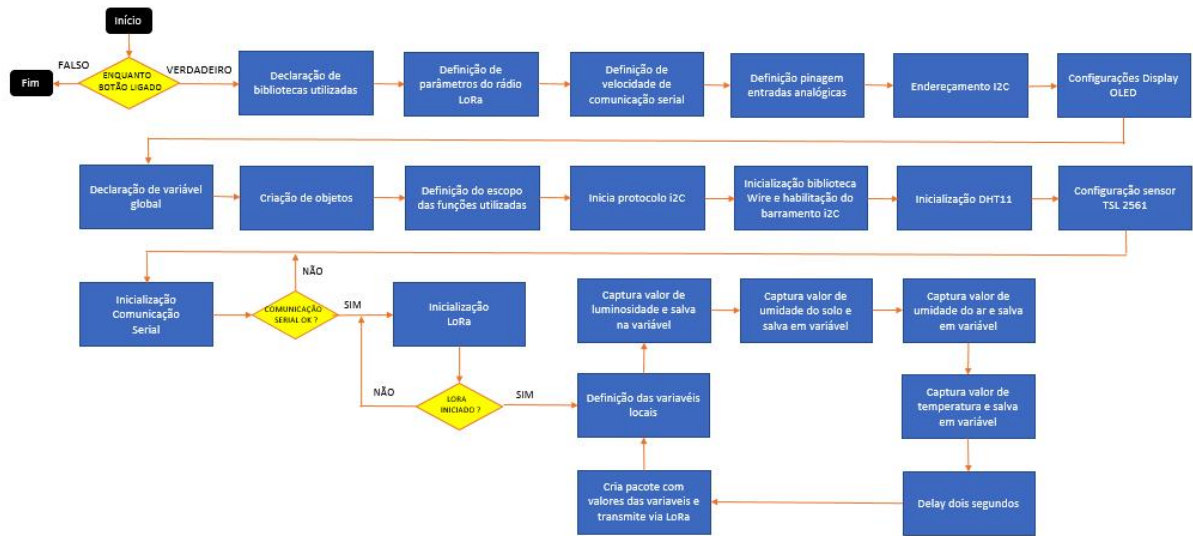 Início
FALSO
ENQUANTO
BOTÃO LIGADO
VERDADEIRO
Fim
Declaração de
bibliotecas utilizadas
Definição de
parâmetros do rádio
LoRa
Definição de
velocidade de
comunicação serial
Definição pinagem
entradas analógicas
Endereçamento I2C
Configurações Display
OLED
Declaração de variável
global
Criação de objetos
Definição do escopo
das funções utilizadas
Inicia protocolo i2C
Inicialização biblioteca
Wire e habilitação do
barramento i2C
Inicialização DHT11
Configuração sensor
TSL 2561
Inicialização
Comunicação
Serial
NÃO
COMUNICAÇÃO
SERIAL OK ?
SIM
Inicialização
LoRa
NÃO
LORA
INICIADO ?
SIM
Definição das variavéis
locais
Captura valor de
luminosidade e salva
na variável
Captura valor de
umidade do solo e
salva em variável
Captura valor de
umidade do ar e salva
em variável
Captura valor de
temperatura e salva
em variável
Delay dois segundos
Cria pacote com
valores das variaveis e
transmite via LoRa